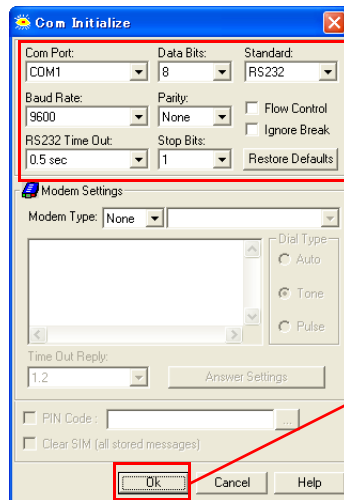 Com Initialize
Com Port: Data Bits: Standard:
COM1 8 RS232
Baud Rate: Parity:
9600 None Flow Control
Ignore Break
RS232 Time Out: Stop Bits:
0.5 sec 1 Restore Defaults
Modem Settings
Modem Type: None
Dial Type
Auto
Tone
Pulse
Time Out Reply:
1.2 Answer Settings
PIN Code : ...
Clear SIM (all stored messages)
Ok Cancel Help